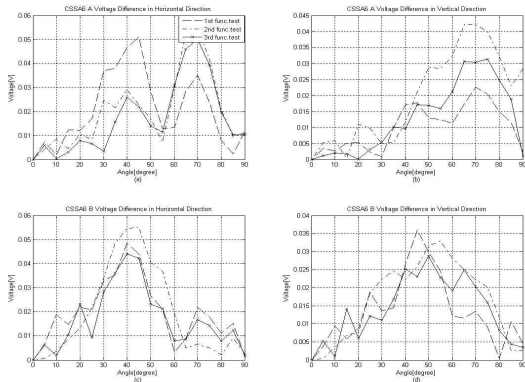 CSSA6 A Voltage Difference in Horizontal Direction
0.06
0.05
0.04
0.03
0.02
0.01
0
Voltage[V]
1st func.test
2nd func.test
3rd func.test
0 10 20 30 40 50 60 70 80 90
Angle[degree]
(a)
CSSA6 A Voltage Difference in Vertical Direction
0.045
0.04
0.035
0.03
0.025
0.02
0.015
0.01
0.005
0
Voltage[V]
0 10 20 30 40 50 60 70 80 90
Angle[degree]
(b)
CSSA6 B Voltage Difference in Horizontal Direction
0.06
0.05
0.04
0.03
0.02
0.01
0
Voltage[V]
0 10 20 30 40 50 60 70 80 90
Angle[degree]
(c)
CSSA6 B Voltage Difference in Vertical Direction
0.04
0.035
0.03
0.025
0.02
0.015
0.01
0.005
0
Voltage[V]
0 10 20 30 40 50 60 70 80 90
Angle[degree]
(d)